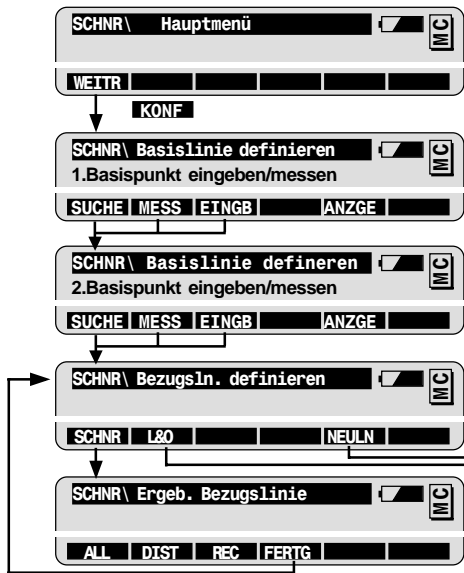 SCHNR\ Hauptmenü
MC
WEITR
KONF
SCHNR\ Basislinie definieren
MC
1.Basispunkt eingeben/messen
SUCHE MESS EINGB ANZGE
SCHNR\ Basislinie defineren
MC
2.Basispunkt eingeben/messen
SUCHE MESS EINGB ANZGE
SCHNR\ Bezugsln. definieren
MC
SCHNR L&O NEULN
SCHNR\ Ergeb. Bezugslinie
MC
ALL DIST REC FERTG